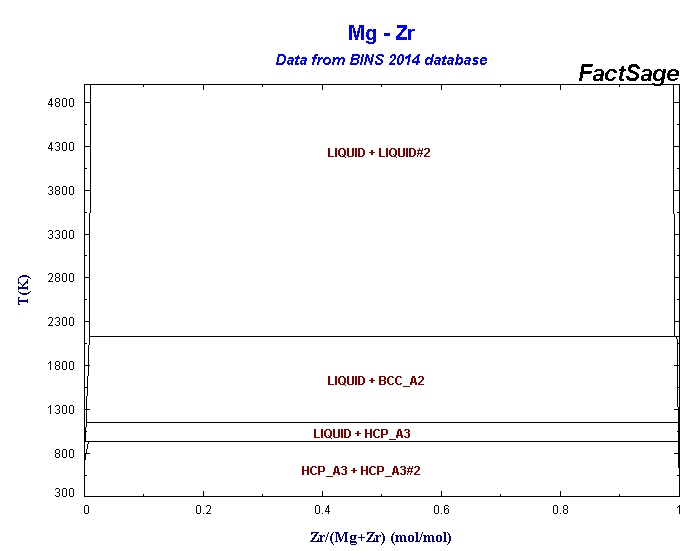 Mg - Zr
Data from BINS 2014 database
FactSage
4800
4300
3800
3300
2800
2300
1800
1300
800
300
T(K)
LIQUID + LIQUID#2
LIQUID + BCC_A2
LIQUID + HCP_A3
HCP_A3 + HCP_A3#2
0 0.2 0.4 0.6 0.8 1
Zr/(Mg+Zr) (mol/mol)